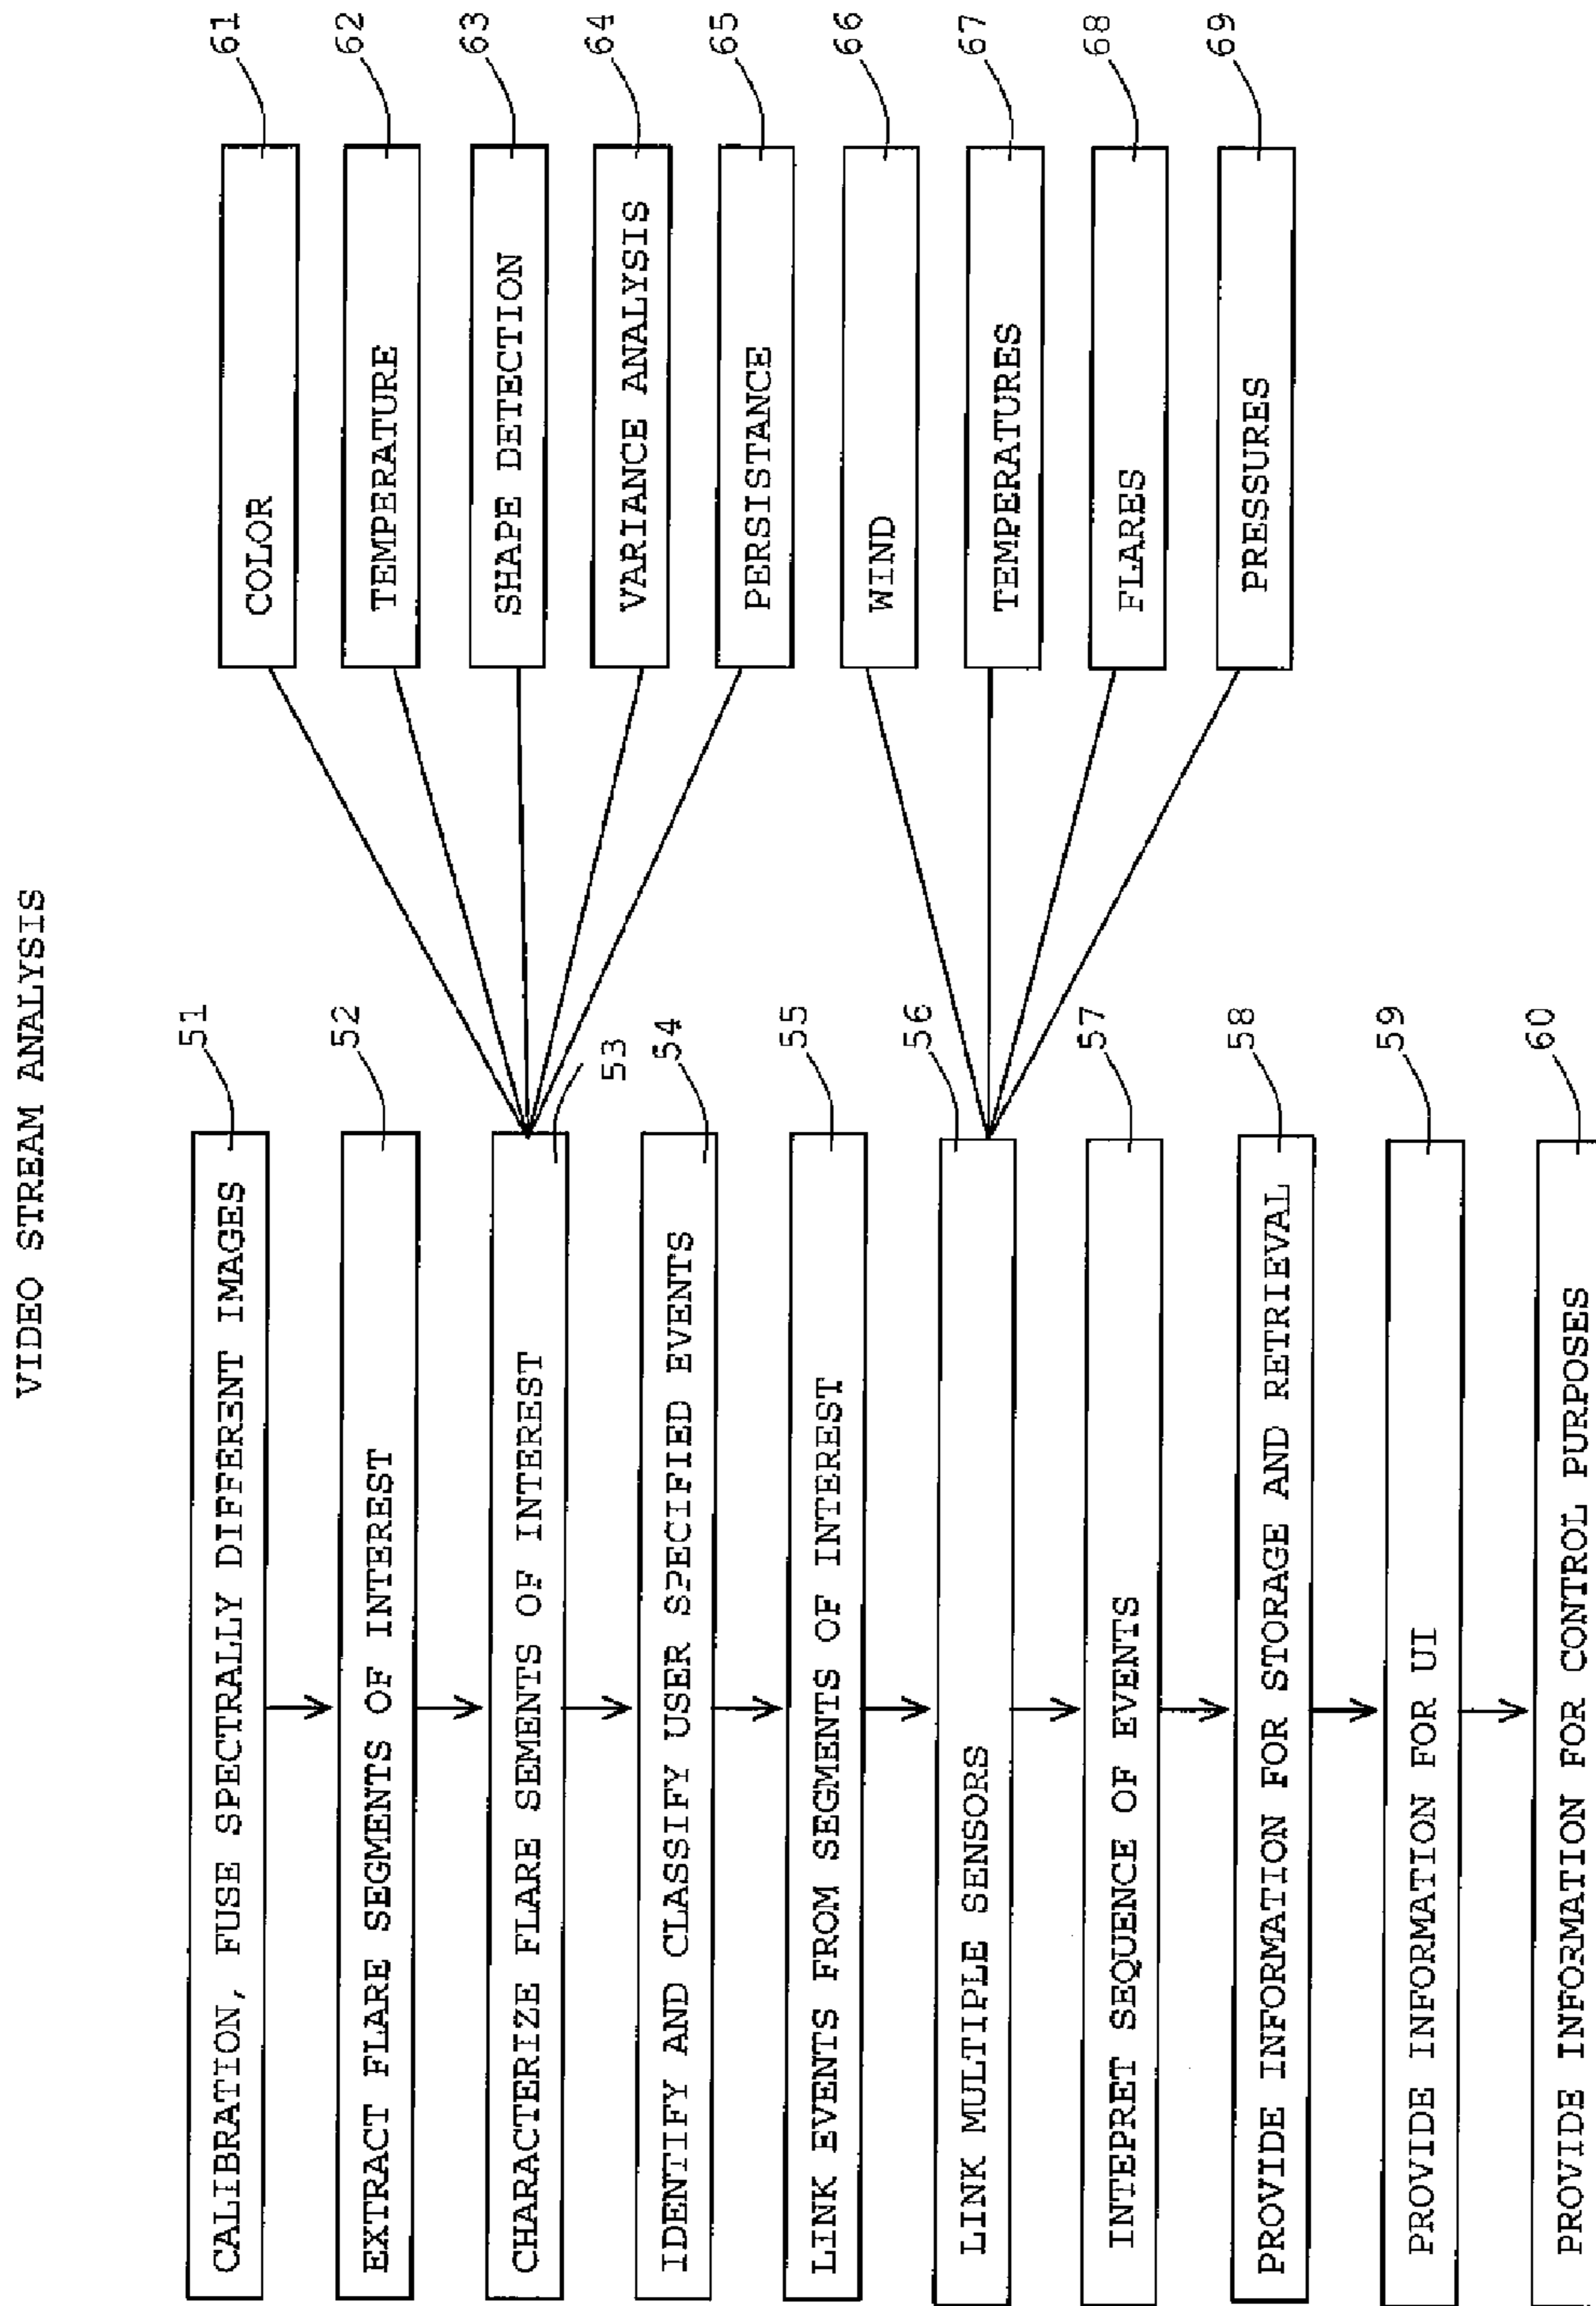 VIDEO STREAM ANALYSIS
CALIBRATION, FUSE SPECTRALLY DIFFERENT IMAGES
51
EXTRACT FLARE SEGMENTS OF INTEREST
52
CHARACTERIZE FLARE SEMENTS OF INTEREST
53
IDENTIFY AND CLASSIFY USER SPECIFIED EVENTS
54
LINK EVENTS FROM SEGMENTS OF INTEREST
55
LINK MULTIPLE SENSORS
56
INTEPRET SEQUENCE OF EVENTS
57
PROVIDE INFORMATION FOR STORAGE AND RETRIEVAL
58
PROVIDE INFORMATION FOR UI
59
PROVIDE INFORMATION FOR CONTROL PURPOSES
60
COLOR
61
TEMPERATURE
62
SHAPE DETECTION
63
VARIANCE ANALYSIS
64
PERSISTANCE
65
WIND
66
TEMPERATURES
67
FLARES
68
PRESSURES
69